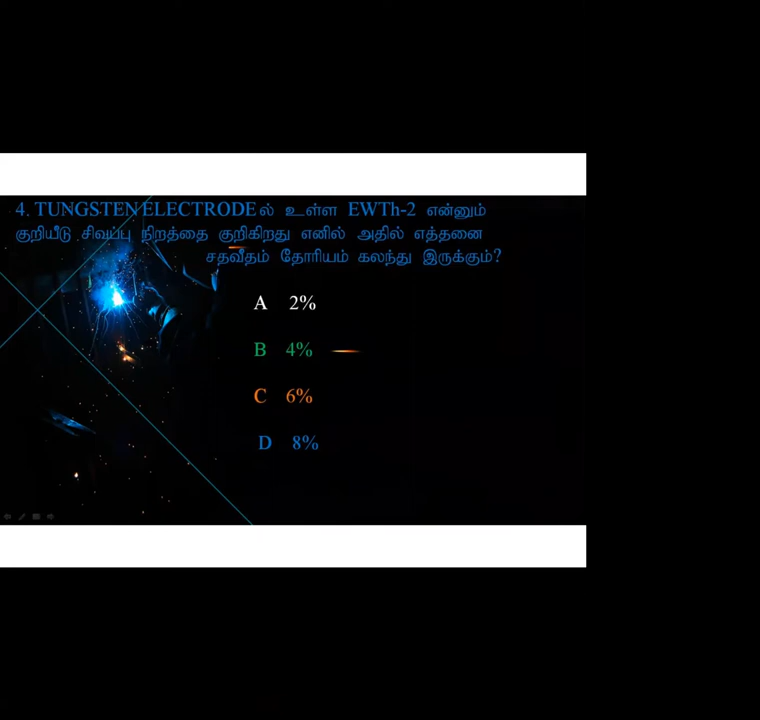 4. TUNGSTEN ELECTRODEல் உள்ள EWTh-2 என்னும்
குறியீடு சிவப்பு நிறத்தை குறிகிறது எனில் அதில் எத்தனை
சதவீதம் தோரியம் கலந்து இருக்கும்?
A 2%
B 4%
C 6%
D 8%